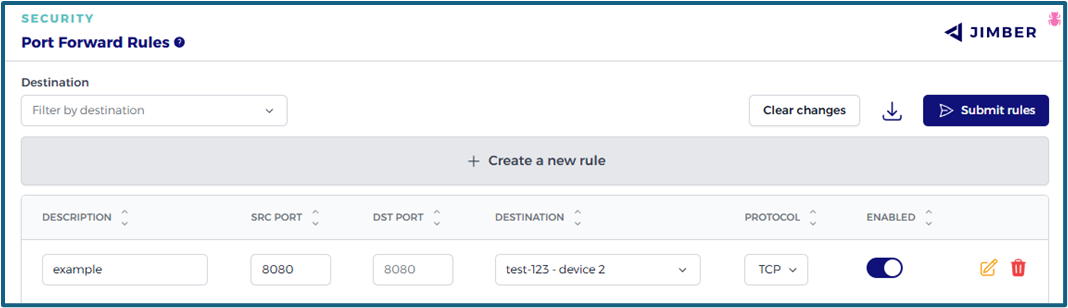 SECURITY
Port Forward Rules ?
JIMBER
Destination
Filter by destination
Clear changes
Submit rules
+ Create a new rule
DESCRIPTION SRC PORT DST PORT DESTINATION PROTOCOL ENABLED
example 8080 8080 test-123 - device 2 TCP